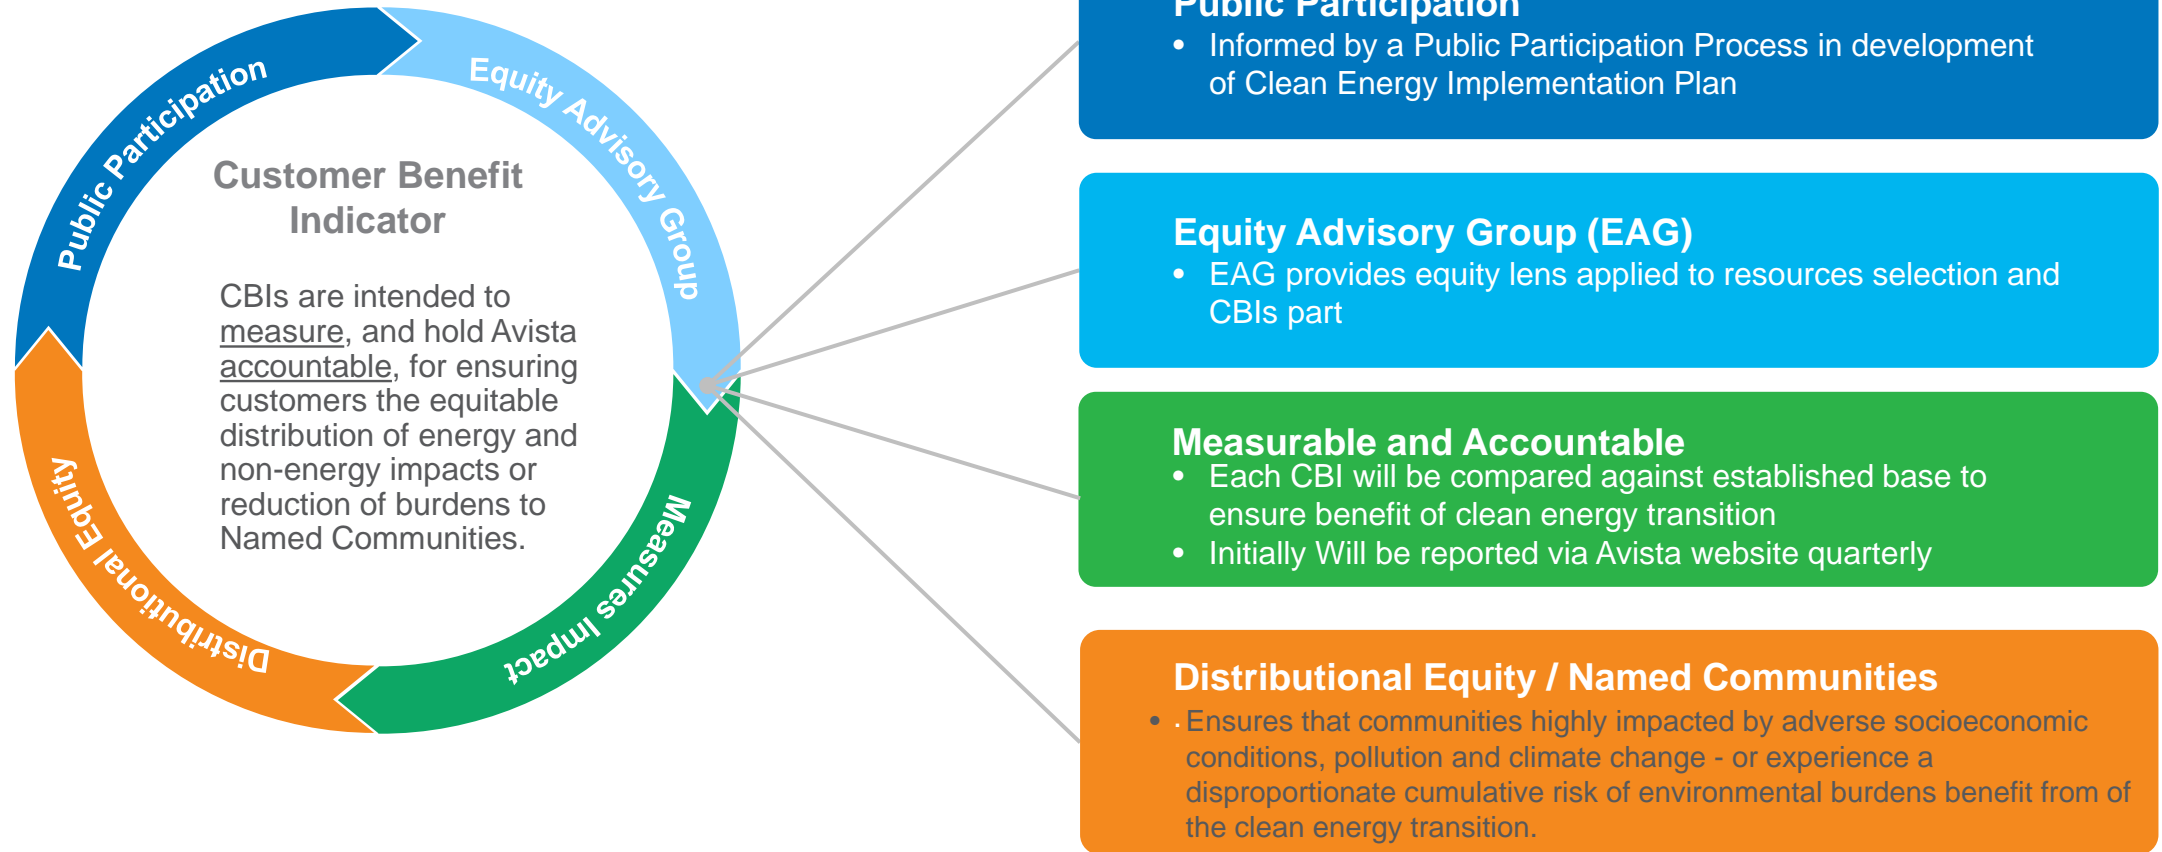 Public Participation
Equity Advisory Group
Measures Impact
Distributional Equity
Customer Benefit
Indicator
CBIs are intended to
measure, and hold Avista
accountable, for ensuring
customers the equitable
distribution of energy and
non-energy impacts or
reduction of burdens to
Named Communities.
Public Participation
• Informed by a Public Participation Process in development
of Clean Energy Implementation Plan
Equity Advisory Group (EAG)
• EAG provides equity lens applied to resources selection and
CBIs part
Measurable and Accountable
• Each CBI will be compared against established base to
ensure benefit of clean energy transition
• Initially Will be reported via Avista website quarterly
Distributional Equity / Named Communities
• . Ensures that communities highly impacted by adverse socioeconomic
conditions, pollution and climate change - or experience a
disproportionate cumulative risk of environmental burdens benefit from of
the clean energy transition.